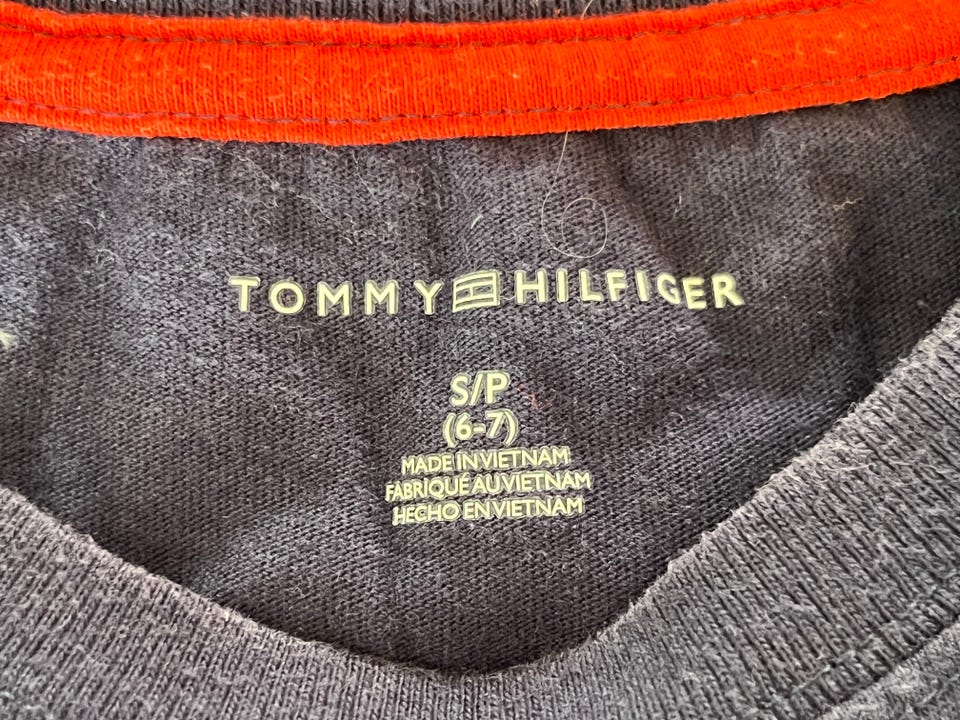 TOMMY HILFIGER
S/P
(6-7)
MADE IN VIETNAM
FABRIQUÉ AU VIETNAM
HECHO EN VIETNAM